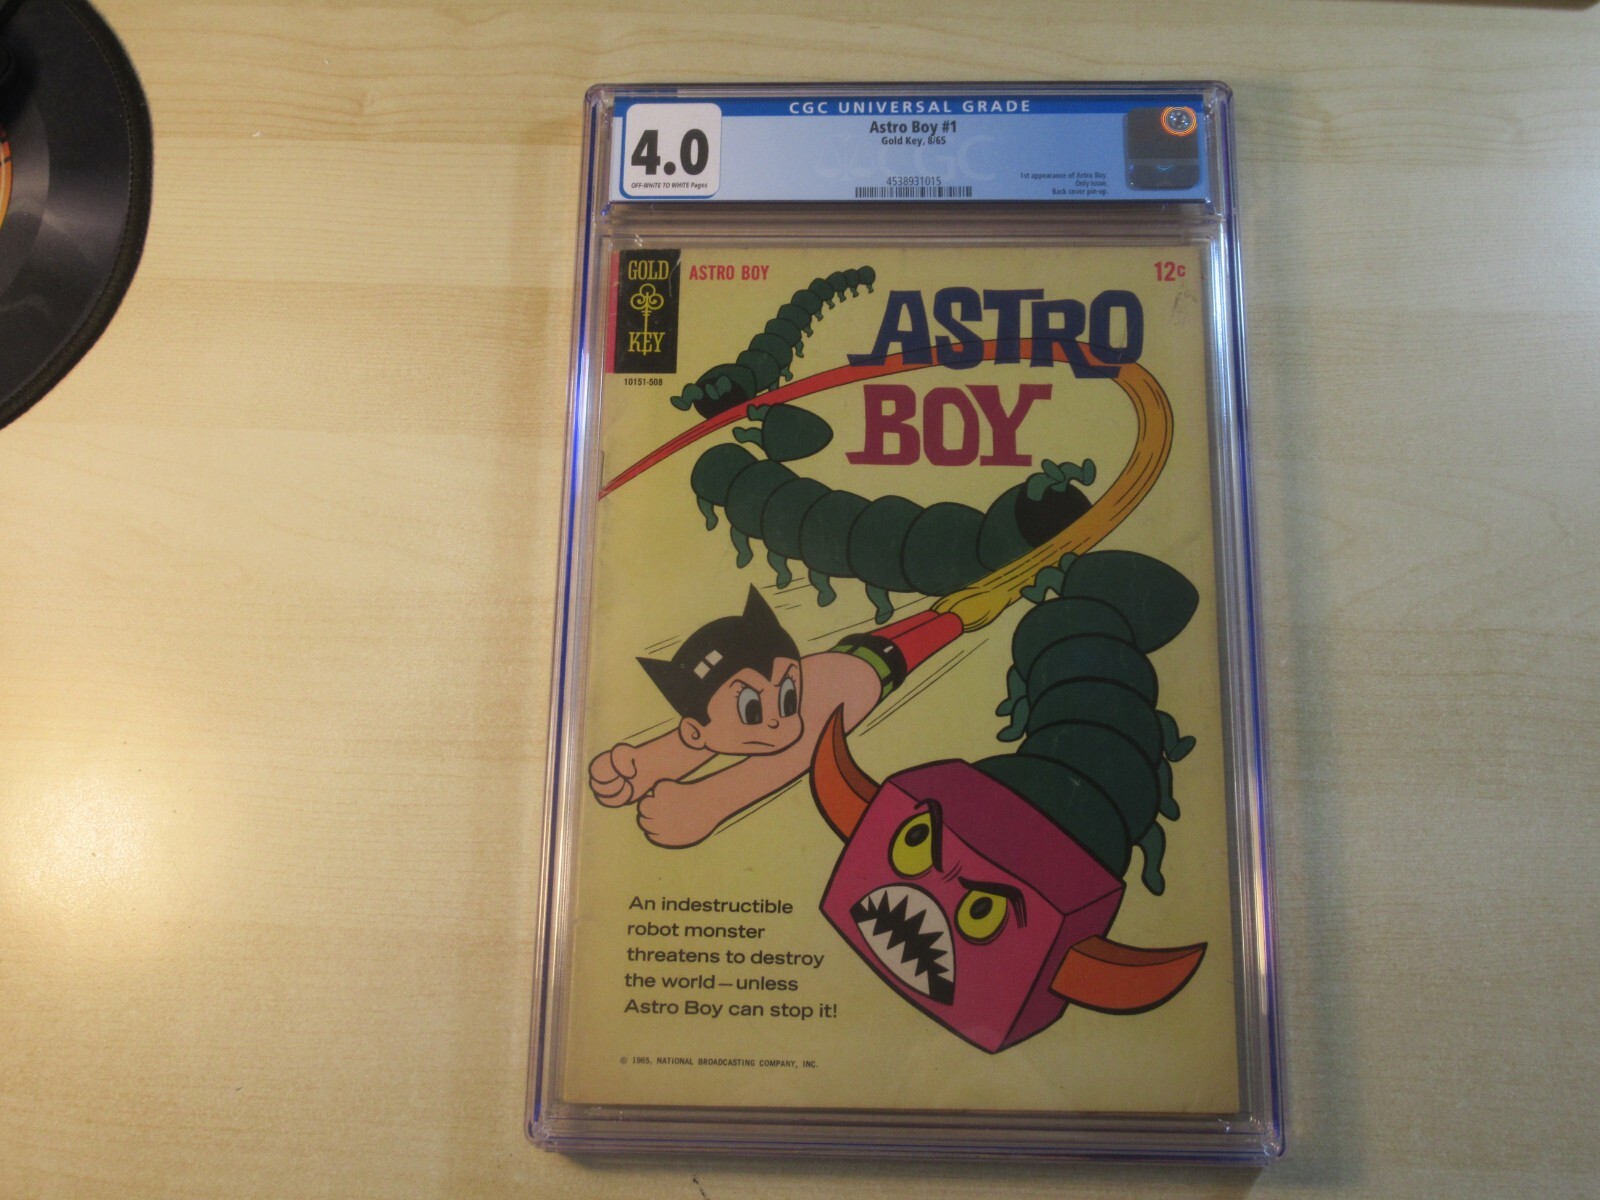 CGC UNIVERSAL GRADE
4.0
OFF-WHITE TO WHITE Pages
Astro Boy #1
Gold Key, 8/65
CGC
4538931015
1st appearance of Astro Boy.
Only issue.
Back cover pin-up.
GOLD
KEY
ASTRO BOY
12c
10151-508
ASTRO
BOY
An indestructible
robot monster
threatens to destroy
the world—unless
Astro Boy can stop it!
© 1965, NATIONAL BROADCASTING COMPANY, INC.